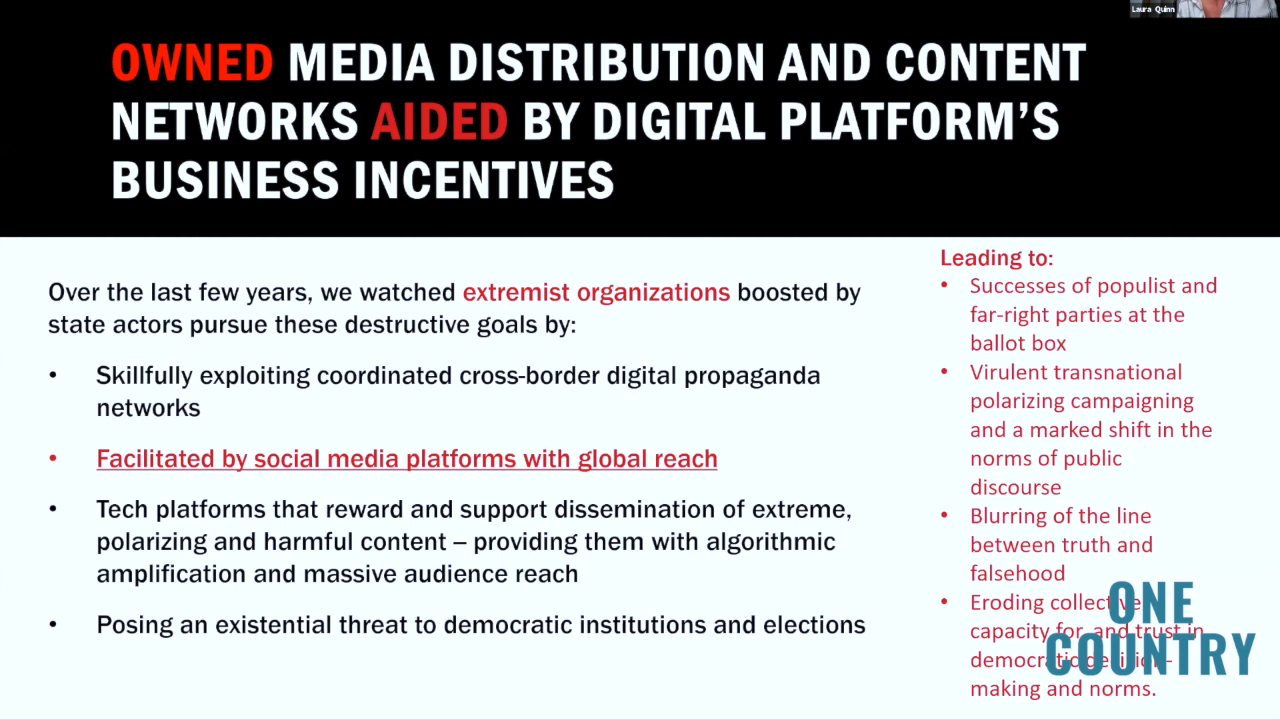 Laura Quinn
OWNED MEDIA DISTRIBUTION AND CONTENT
NETWORKS AIDED BY DIGITAL PLATFORM'S
BUSINESS INCENTIVES
Over the last few years, we watched extremist organizations boosted by
state actors pursue these destructive goals by:
• Skillfully exploiting coordinated cross-border digital propaganda
networks
• Facilitated by social media platforms with global reach
• Tech platforms that reward and support dissemination of extreme,
polarizing and harmful content – providing them with algorithmic
amplification and massive audience reach
• Posing an existential threat to democratic institutions and elections
Leading to:
• Successes of populist and
far-right parties at the
ballot box
• Virulent transnational
polarizing campaigning
and a marked shift in the
norms of public
discourse
• Blurring of the line
between truth and
falsehood
• Eroding collective
capacity for, and trust in
democratic decision-
making and norms.
ONE
COUNTRY